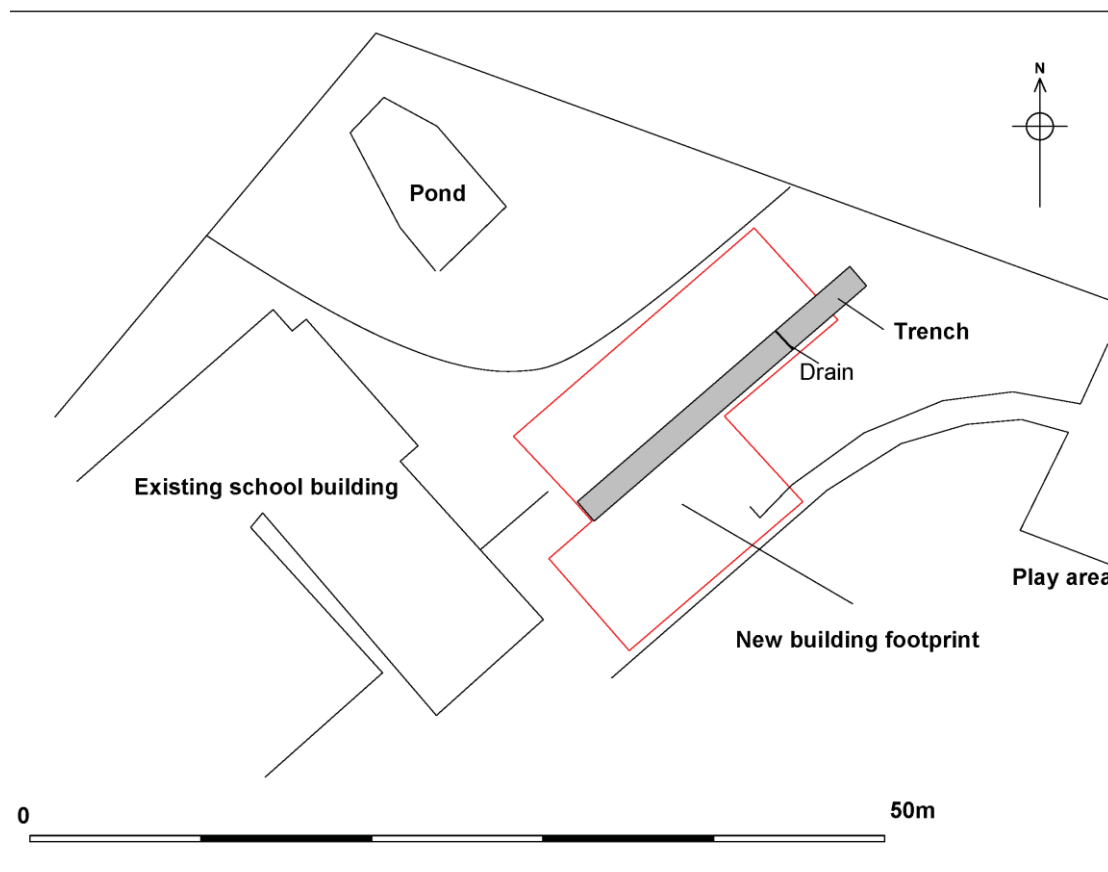 N
Pond
Trench
Drain
Existing school building
Play area
New building footprint
0
50m